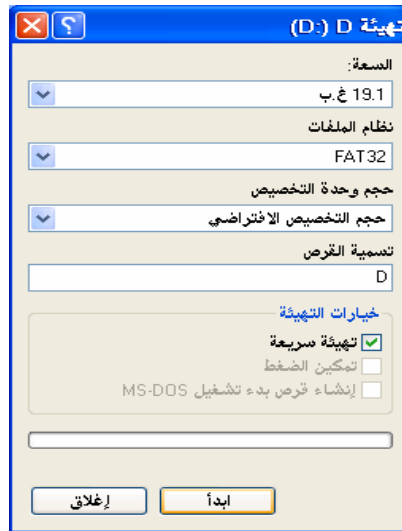 تهيئة D (D:)
السعة:
19.1 غ.ب
نظام الملفات
FAT32
حجم وحدة التخصيص
حجم التخصيص الافتراضي
تسمية القرص
D
خيارات التهيئة
تهيئة سريعة
تمكين الضغط
إنشاء قرص بدء تشغيل MS-DOS
ابدأ
إغلاق